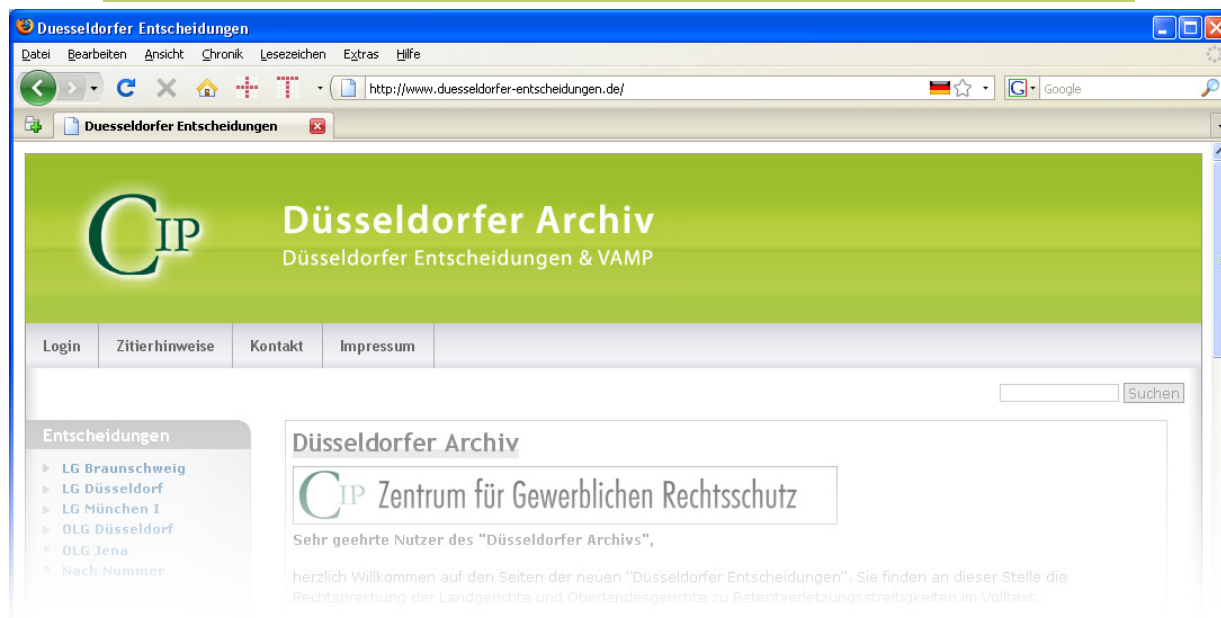 Duesseldorfer Entscheidungen
Datei Bearbeiten Ansicht Chronik Lesezeichen Extras Hilfe
http://www.duesseldorfer-entscheidungen.de/ G Google
Duesseldorfer Entscheidungen
CIP
Düsseldorfer Archiv
Düsseldorfer Entscheidungen & VAMP
Login Zitierhinweise Kontakt Impressum
Suchen
Entscheidungen
LG Braunschweig
LG Düsseldorf
LG München I
OLG Düsseldorf
OLG Jena
Nach Nummer
Düsseldorfer Archiv
CIP Zentrum für Gewerblichen Rechtsschutz
Sehr geehrte Nutzer des "Düsseldorfer Archivs",
herzlich Willkommen auf den Seiten der neuen "Düsseldorfer Entscheidungen". Sie finden an dieser Stelle die
Rechtsprechung der Landgerichte und Oberlandesgerichte zu Patentverletzungsstreitigkeiten im Volltext.